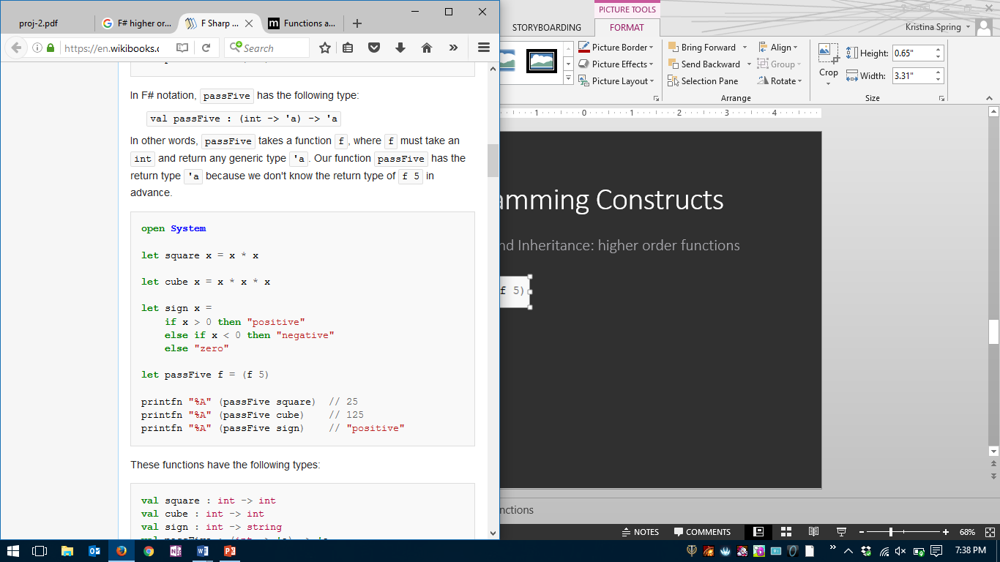 proj-2.pdf
F# higher or...
F Sharp ...
m Functions a...
https://en.wikibooks.c
Search
In F# notation, passFive has the following type:
val passFive : (int -> 'a) -> 'a
In other words, passFive takes a function f, where f must take an
int and return any generic type 'a. Our function passFive has the
return type 'a because we don't know the return type of f 5 in
advance.
open System
let square x = x * x
let cube x = x * x * x
let sign x =
    if x > 0 then "positive"
    else if x < 0 then "negative"
    else "zero"
let passFive f = (f 5)
printfn "%A" (passFive square)  // 25
printfn "%A" (passFive cube)    // 125
printfn "%A" (passFive sign)    // "positive"
These functions have the following types:
val square : int -> int
val cube : int -> int
val sign : int -> string
PICTURE TOOLS
STORYBOARDING
FORMAT
Kristina Spring
Picture Border
Picture Effects
Picture Layout
Bring Forward
Send Backward
Selection Pane
Align
Group
Rotate
Arrange
Crop
Height: 0.65"
Width: 3.31"
Size
1 0 1 2 3 4
amming Constructs
nd Inheritance: higher order functions
f 5)
nctions
NOTES
COMMENTS
68%
7:38 PM